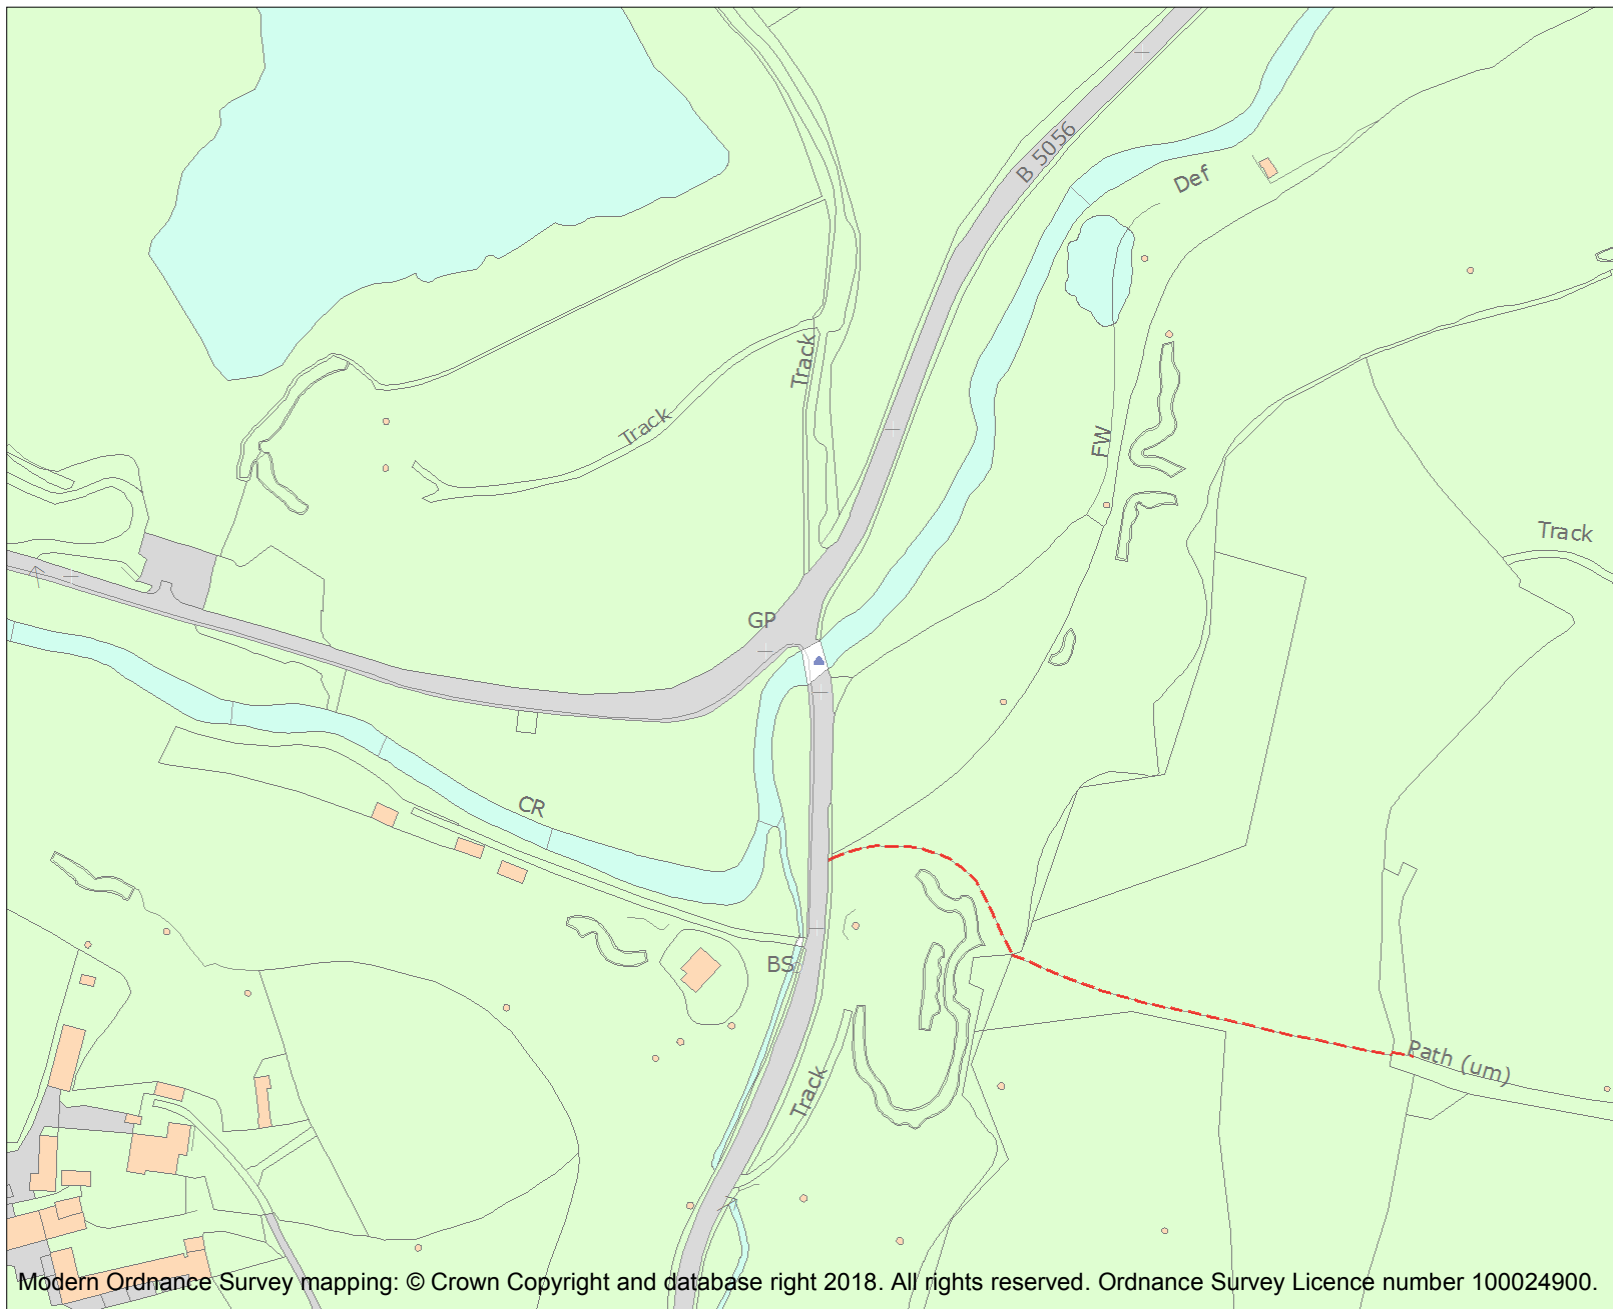 B 5056
Def
Track
Track
FW
Track
GP
CR
BS
Path (um)
Track
Modern Ordnance Survey mapping: © Crown Copyright and database right 2018. All rights reserved. Ordnance Survey Licence number 100024900.